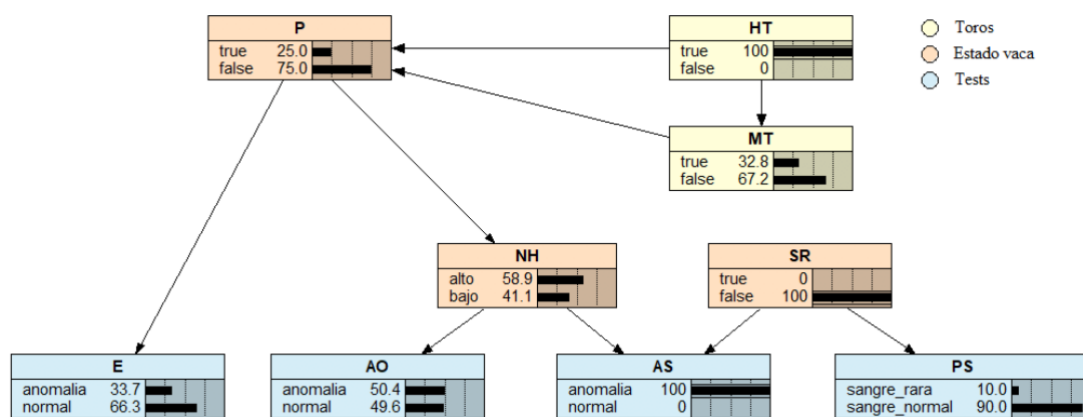 P
true 25.0
false 75.0
HT
true 100
false 0
Toros
Estado vaca
Tests
MT
true 32.8
false 67.2
NH
alto 58.9
bajo 41.1
SR
true 0
false 100
E
anomalia 33.7
normal 66.3
AO
anomalia 50.4
normal 49.6
AS
anomalia 100
normal 0
PS
sangre_rara 10.0
sangre_normal 90.0